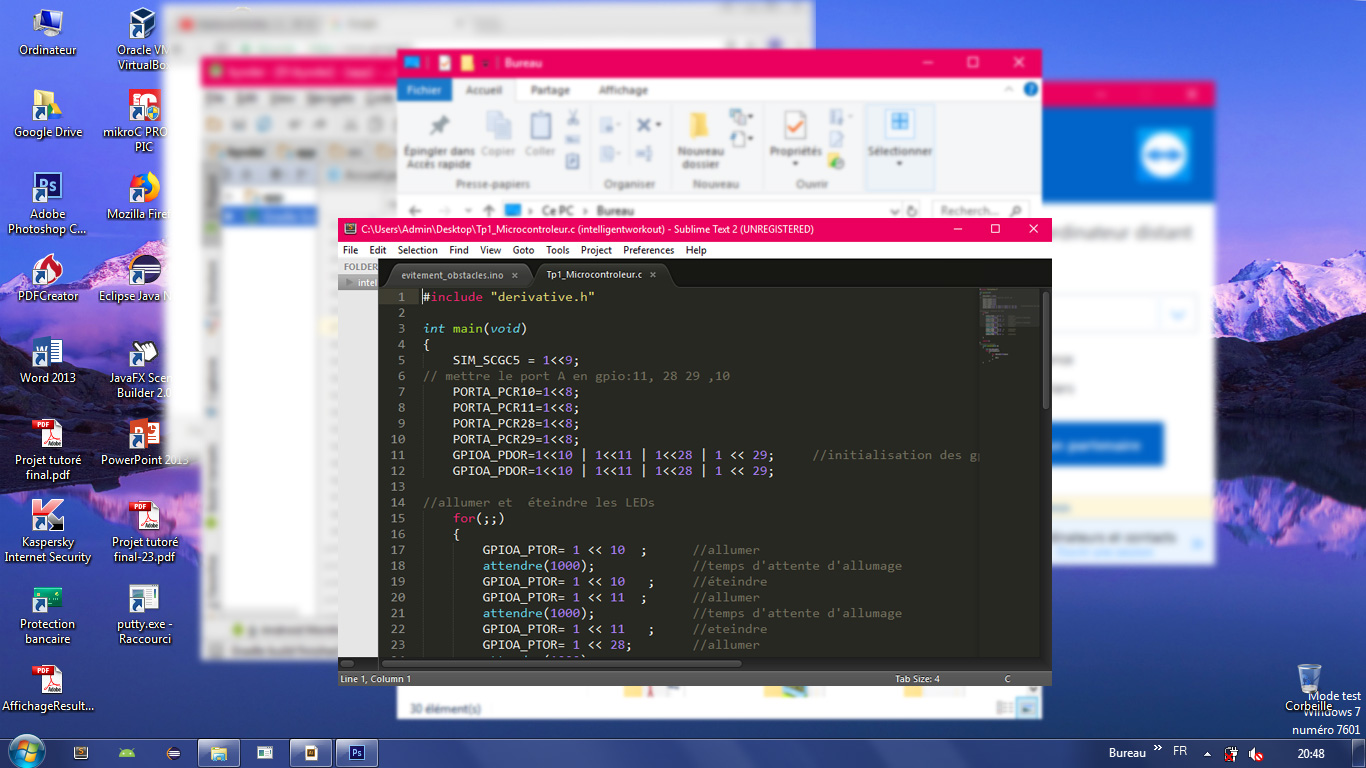 Ordinateur
Oracle VM
VirtualBox
Google Drive
mikroC PRO
PIC
Adobe
Photoshop C...
Mozilla Firef
PDFCreator
Eclipse Java N
Word 2013
JavaFX Scen
Builder 2.0
Projet tutoré
final.pdf
PowerPoint 2013
Kaspersky
Internet Security
Projet tutoré
final-23.pdf
Protection
bancaire
putty.exe -
Raccourci
AffichageResult...
Bureau
Fichier
Accueil
Partage
Affichage
Épingler dans
Accès rapide
Copier
Coller
Presse-papiers
Organiser
Nouveau
dossier
Nouveau
Propriétés
Ouvrir
Sélectionner
Ce PC
Bureau
Recherch...
ordinateur distant
C:\Users\Admin\Desktop\Tp1_Microcontroleur.c (intelligentworkout) - Sublime Text 2 (UNREGISTERED)
File Edit Selection Find View Goto Tools Project Preferences Help
FOLDER
intel
evitement_obstacles.ino
Tp1_Microcontroleur.c
1 #include "derivative.h"
2
3 int main(void)
4 {
5 SIM_SCGC5 = 1<<9;
6 // mettre le port A en gpio:11, 28 29 ,10
7 PORTA_PCR10=1<<8;
8 PORTA_PCR11=1<<8;
9 PORTA_PCR28=1<<8;
10 PORTA_PCR29=1<<8;
11 GPIOA_PDOR=1<<10 | 1<<11 | 1<<28 | 1 << 29; //initialisation des gp
12 GPIOA_PDOR=1<<10 | 1<<11 | 1<<28 | 1 << 29;
13
14 //allumer et  éteindre les LEDs
15 for(;;)
16 {
17 GPIOA_PTOR= 1 << 10 ; //allumer
18 attendre(1000); //temps d'attente d'allumage
19 GPIOA_PTOR= 1 << 10 ; //éteindre
20 GPIOA_PTOR= 1 << 11 ; //allumer
21 attendre(1000); //temps d'attente d'allumage
22 GPIOA_PTOR= 1 << 11 ; //eteindre
23 GPIOA_PTOR= 1 << 28; //allumer
Line 1, Column 1
Tab Size: 4
C
30 élément(s)
Corbeille
Mode test
Windows 7
numéro 7601
Bureau
FR
20:48